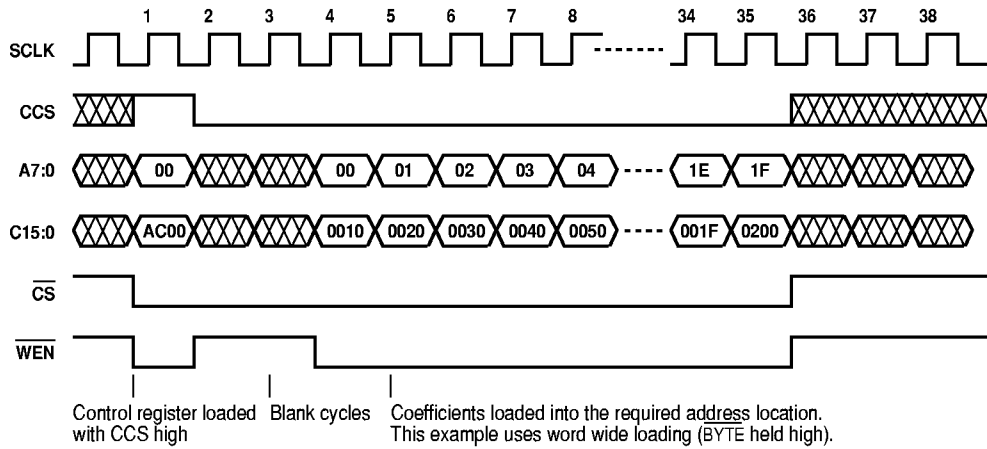 1 2 3 4 5 6 7 8 34 35 36 37 38
SCLK
CCS
A7:0 00 00 01 02 03 04 1E 1F
C15:0 AC00 0010 0020 0030 0040 0050 001F 0200
CS
WEN
Control register loaded
with CCS high
Blank cycles
Coefficients loaded into the required address location.
This example uses word wide loading (BYTE held high).